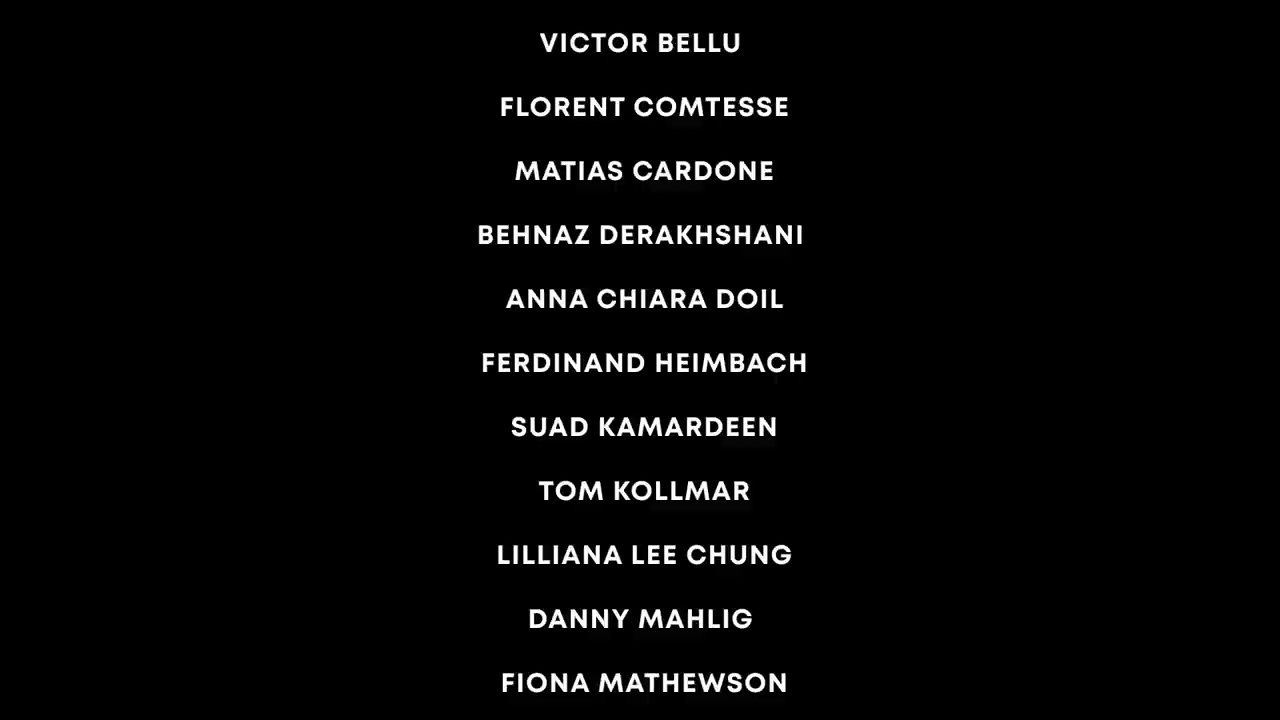 VICTOR BELLU
FLORENT COMTESSE
MATIAS CARDONE
BEHNAZ DERAKHSHANI
ANNA CHIARA DOIL
FERDINAND HEIMBACH
SUAD KAMARDEEN
TOM KOLLMAR
LILLIANA LEE CHUNG
DANNY MAHLIG
FIONA MATHEWSON